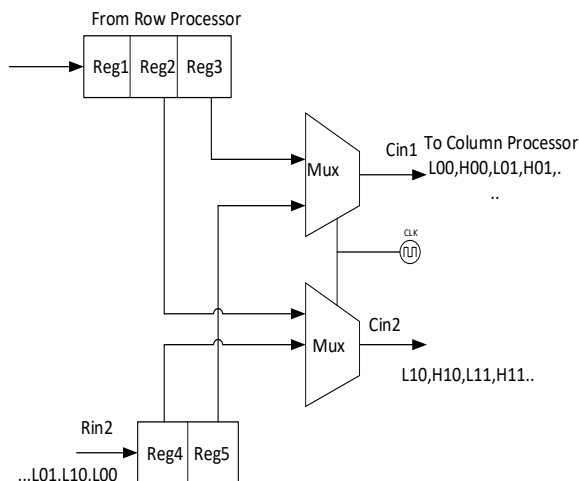 From Row Processor
Reg1 Reg2 Reg3
Cin1
To Column Processor
L00,H00,L01,H01,.
..
Mux
CLK
Cin2
Mux
L10,H10,L11,H11..
Rin2
Reg4 Reg5
...L01,L10,L00